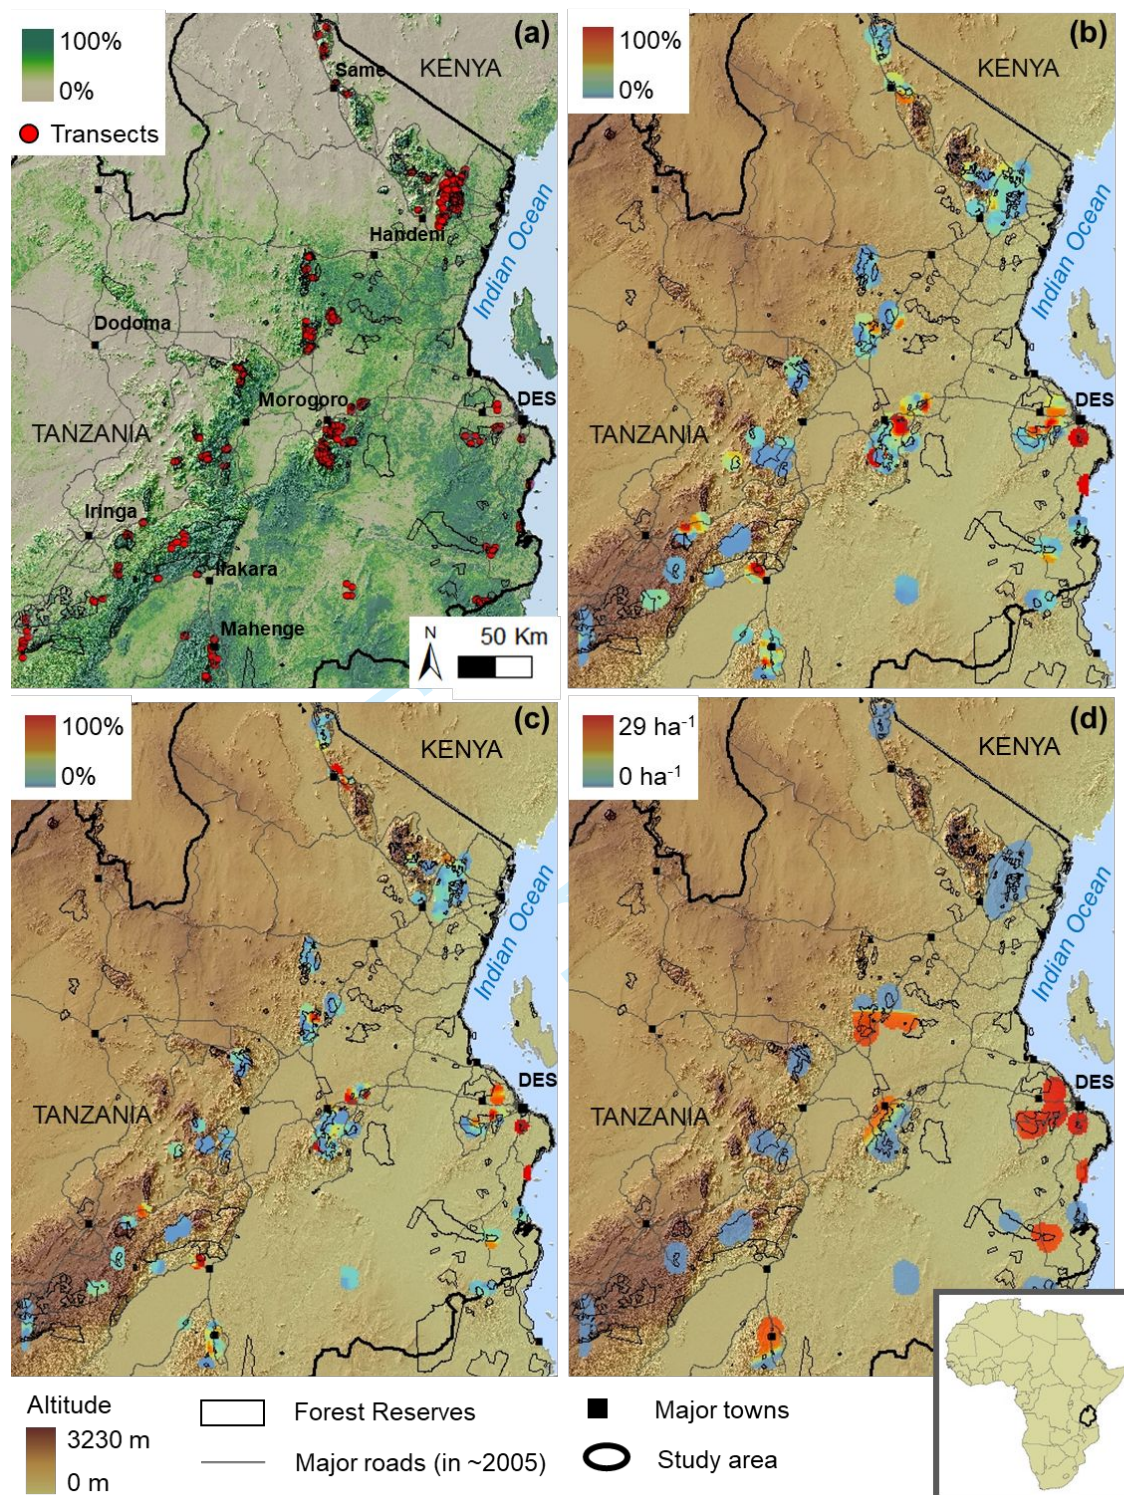 (a)
100%
0%
Transects
KENYA
Same
Handeni
Indian Ocean
Dodoma
Morogoro
DES
TANZANIA
Iringa
Ifakara
Mahenge
N
50 Km
(b)
100%
0%
KENYA
Indian Ocean
DES
TANZANIA
(c)
100%
0%
KENYA
Indian Ocean
DES
TANZANIA
(d)
29 ha⁻¹
0 ha⁻¹
KENYA
Indian Ocean
DES
TANZANIA
Altitude
3230 m
0 m
Forest Reserves
Major roads (in ~2005)
Major towns
Study area